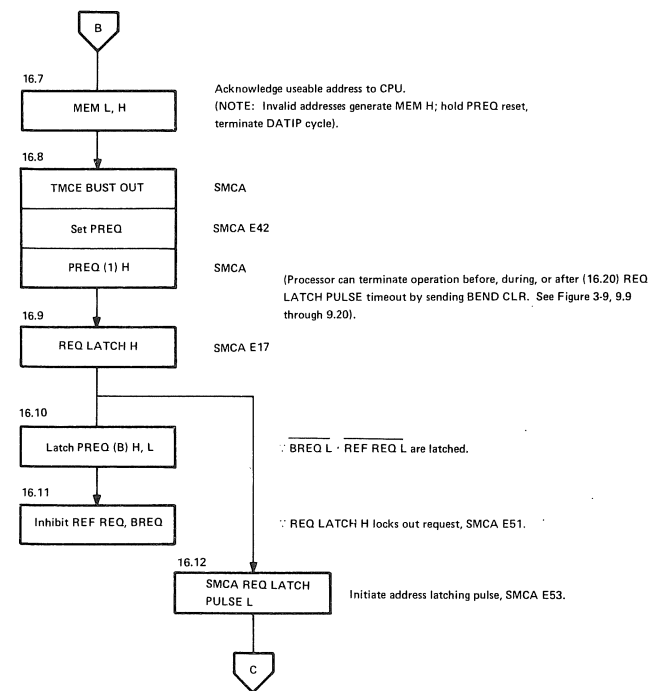 B
16.7
MEM L, H
Acknowledge useable address to CPU.
(NOTE: Invalid addresses generate MEM H; hold PREQ reset,
terminate DATIP cycle).
16.8
TMCE BUST OUT
SMCA
Set PREQ
SMCA E42
PREQ (1) H
SMCA
(Processor can terminate operation before, during, or after (16.20) REQ
LATCH PULSE timeout by sending BEND CLR. See Figure 3-9, 9.9
through 9.20).
16.9
REQ LATCH H
SMCA E17
16.10
Latch PREQ (B) H, L
∵ BREQ L · REF REQ L are latched.
16.11
Inhibit REF REQ, BREQ
∵ REQ LATCH H locks out request, SMCA E51.
16.12
SMCA REQ LATCH
PULSE L
Initiate address latching pulse, SMCA E53.
C